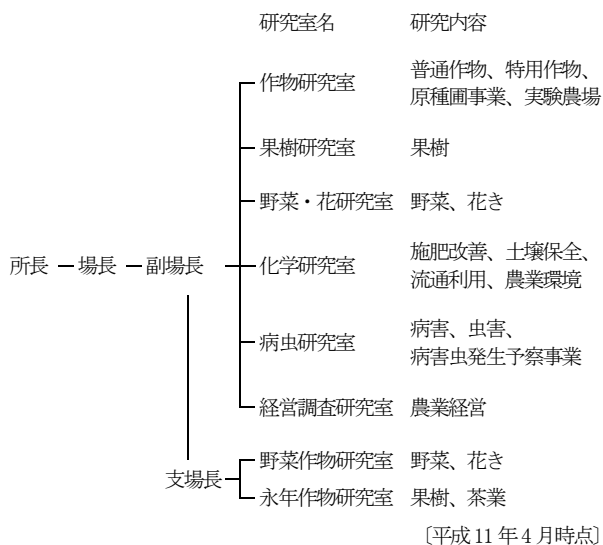 研究室名 研究内容
作物研究室 普通作物、特用作物、
原種圃事業、実験農場
果樹研究室 果樹
野菜・花研究室 野菜、花き
所長 場長 副場長 化学研究室 施肥改善、土壌保全、
流通利用、農業環境
病虫研究室 病害、虫害、
病害虫発生予察事業
経営調査研究室 農業経営
支場長 野菜作物研究室 野菜、花き
永年作物研究室 果樹、茶業
〔平成11年4月時点〕